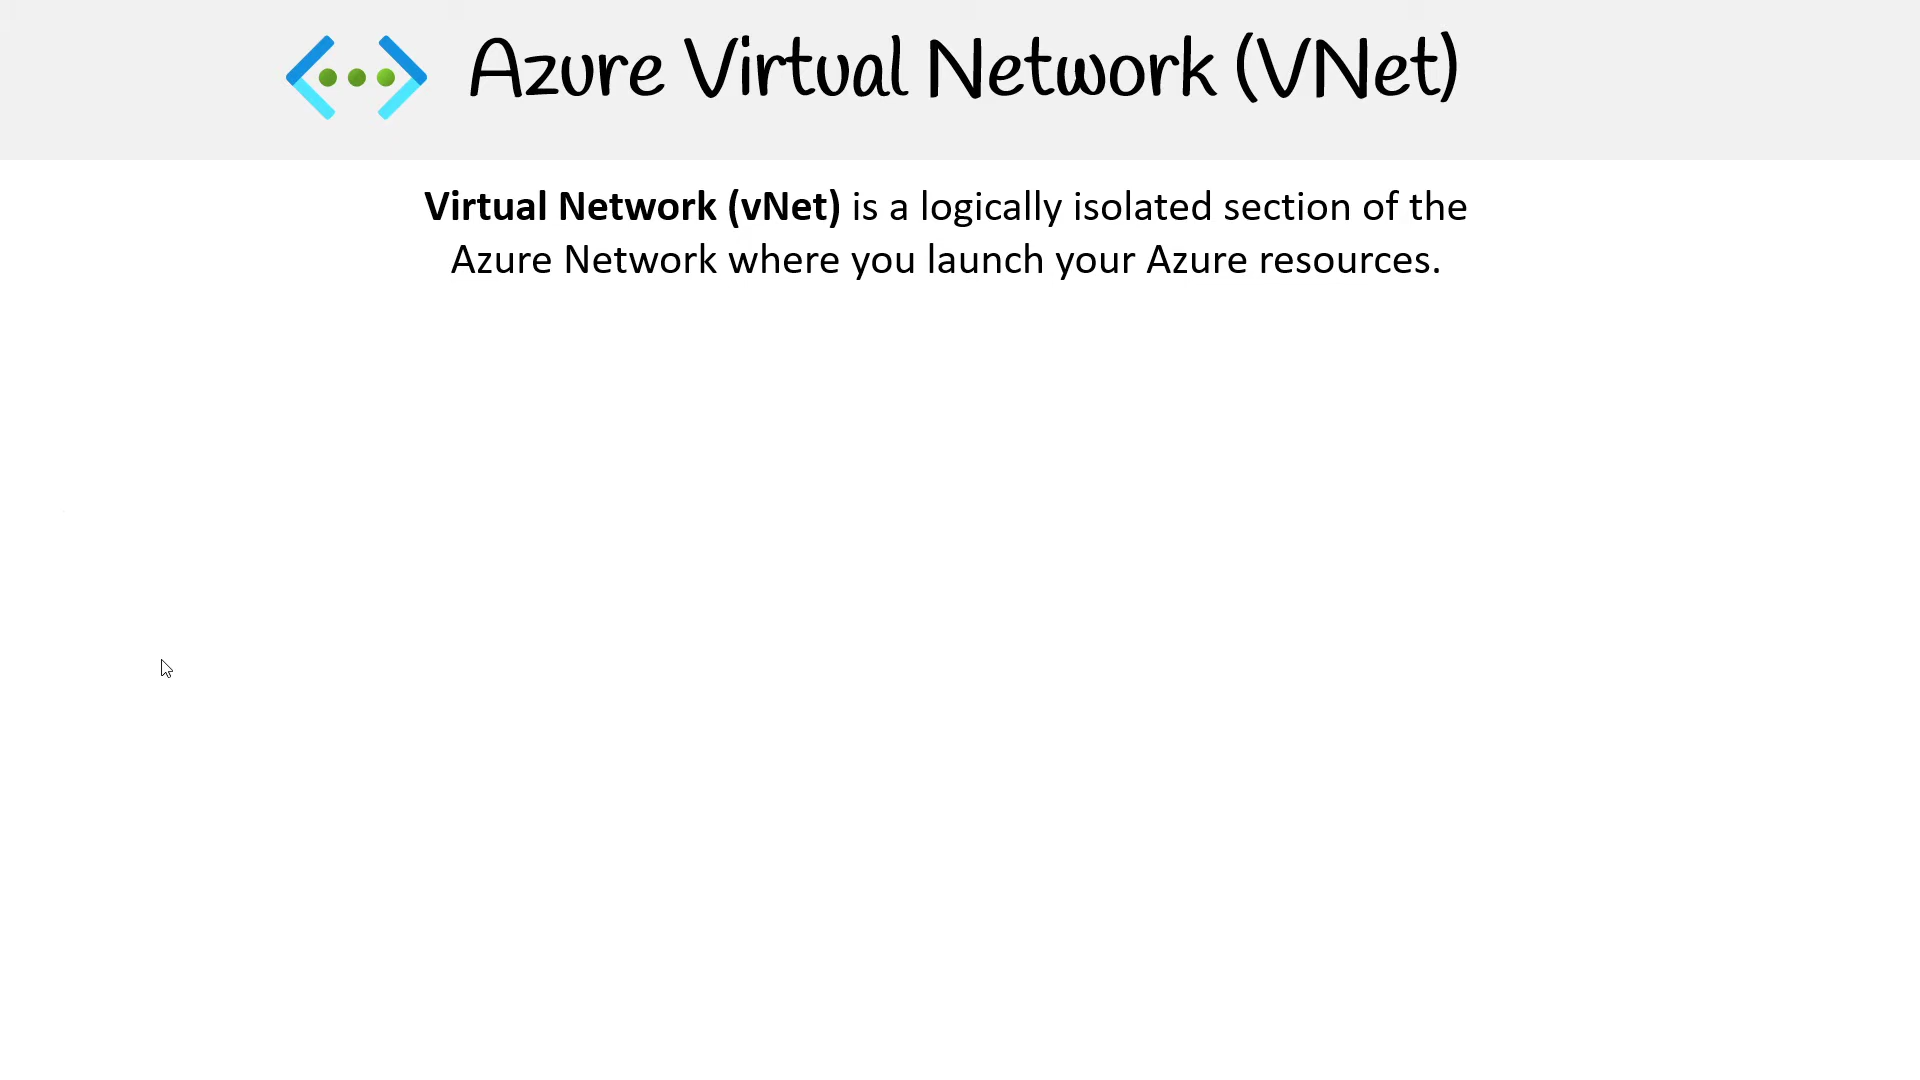 Azure Virtual Network (VNet)
Virtual Network (vNet) is a logically isolated section of the
Azure Network where you launch your Azure resources.